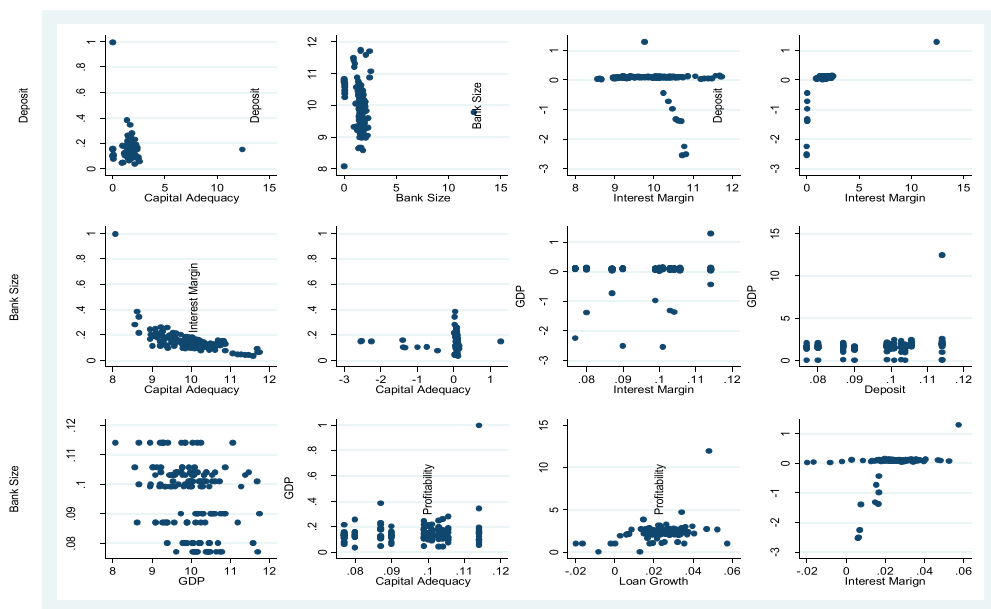 Deposit
1
.8
.6
.4
.2
0
0 5 10 15
Capital Adequacy
Deposit
12
11
10
9
8
0 5 10 15
Bank Size
Bank Size
1
0
-1
-2
-3
8 9 10 11 12
Interest Margin
Deposit
1
0
-1
-2
-3
0 5 10 15
Interest Margin
Bank Size
1
.8
.6
.4
.2
0
8 9 10 11 12
Capital Adequacy
Interest Margin
1
.8
.6
.4
.2
0
-3 -2 -1 0 1
Capital Adequacy
GDP
1
0
-1
-2
-3
.08 .09 .1 .11 .12
Interest Margin
GDP
15
10
5
0
.08 .09 .1 .11 .12
Deposit
Bank Size
.12
.11
.1
.09
.08
8 9 10 11 12
GDP
GDP
1
.8
.6
.4
.2
0
.08 .09 .1 .11 .12
Capital Adequacy
Profitability
15
10
5
0
-.02 0 .02 .04 .06
Loan Growth
Profitability
1
0
-1
-2
-3
-.02 0 .02 .04 .06
Interest Marign